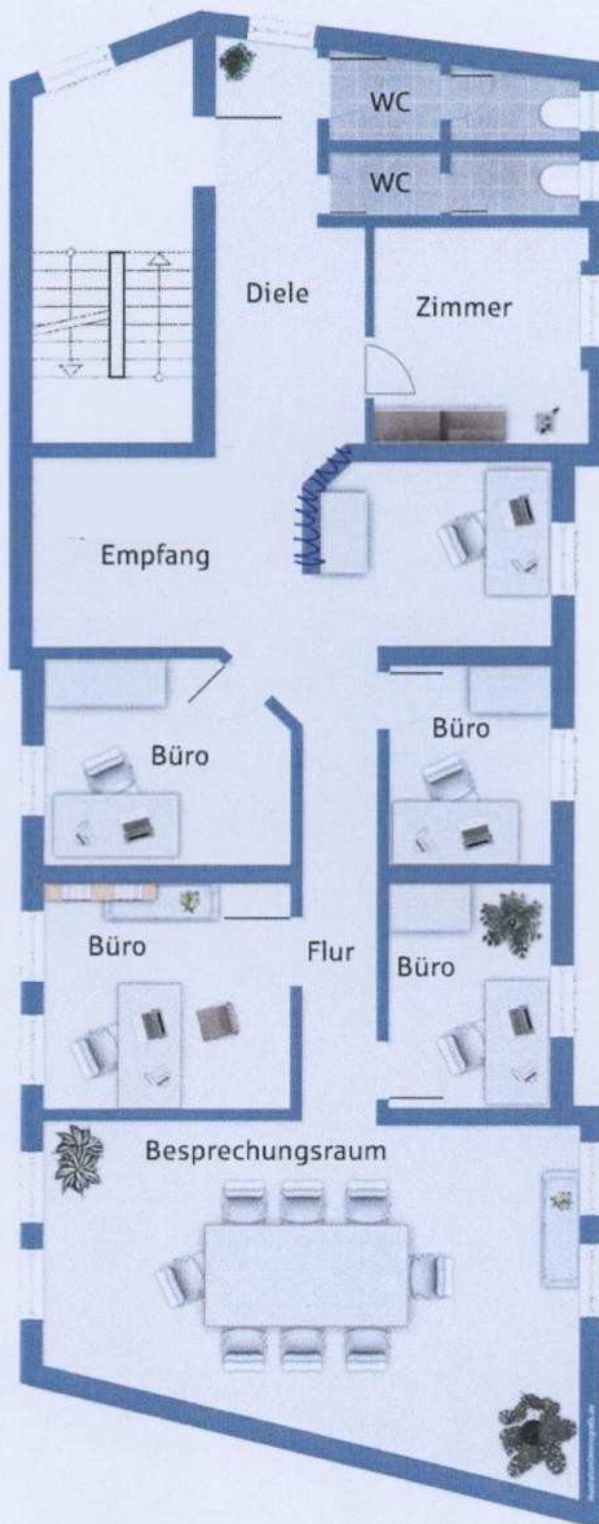 WC
WC
Diele
Zimmer
Empfang
Büro
Büro
Büro
Flur
Büro
Besprechungsraum